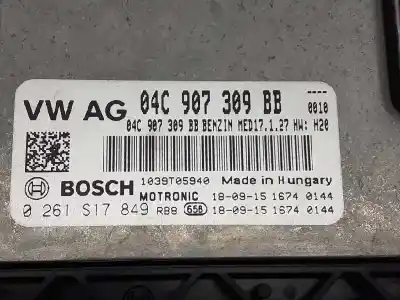 VW AG 04C 907 309 BB ----
0010
04C 907 309 BB BENZIN MED17.1.27 HW: H20
BOSCH 1039T05940 Made in Hungary
MOTRONIC 18-09-15 1674 0144
0 261 S17 849 RB8 658 18-09-15 1674 0144